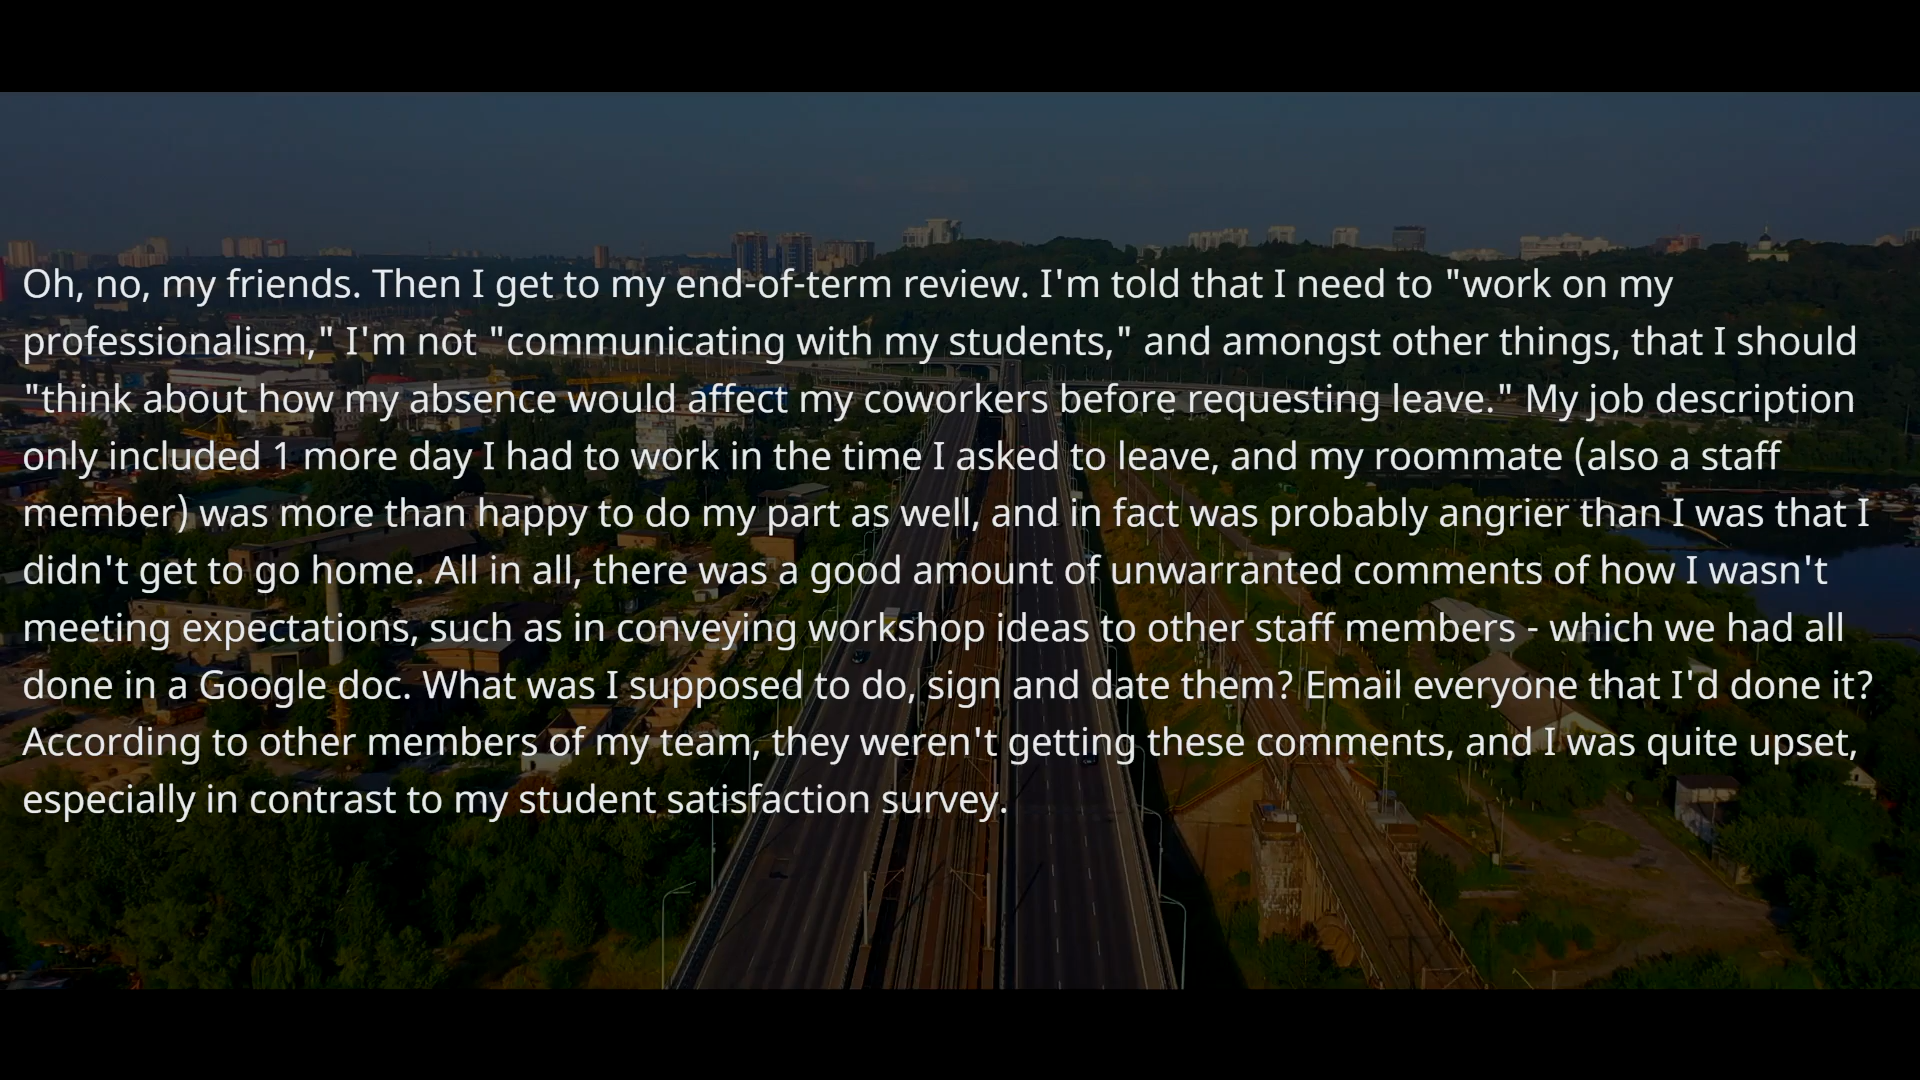 Oh, no, my friends. Then I get to my end-of-term review. I'm told that I need to "work on my
professionalism," I'm not "communicating with my students," and amongst other things, that I should
"think about how my absence would affect my coworkers before requesting leave." My job description
only included 1 more day I had to work in the time I asked to leave, and my roommate (also a staff
member) was more than happy to do my part as well, and in fact was probably angrier than I was that I
didn't get to go home. All in all, there was a good amount of unwarranted comments of how I wasn't
meeting expectations, such as in conveying workshop ideas to other staff members - which we had all
done in a Google doc. What was I supposed to do, sign and date them? Email everyone that I'd done it?
According to other members of my team, they weren't getting these comments, and I was quite upset,
especially in contrast to my student satisfaction survey.